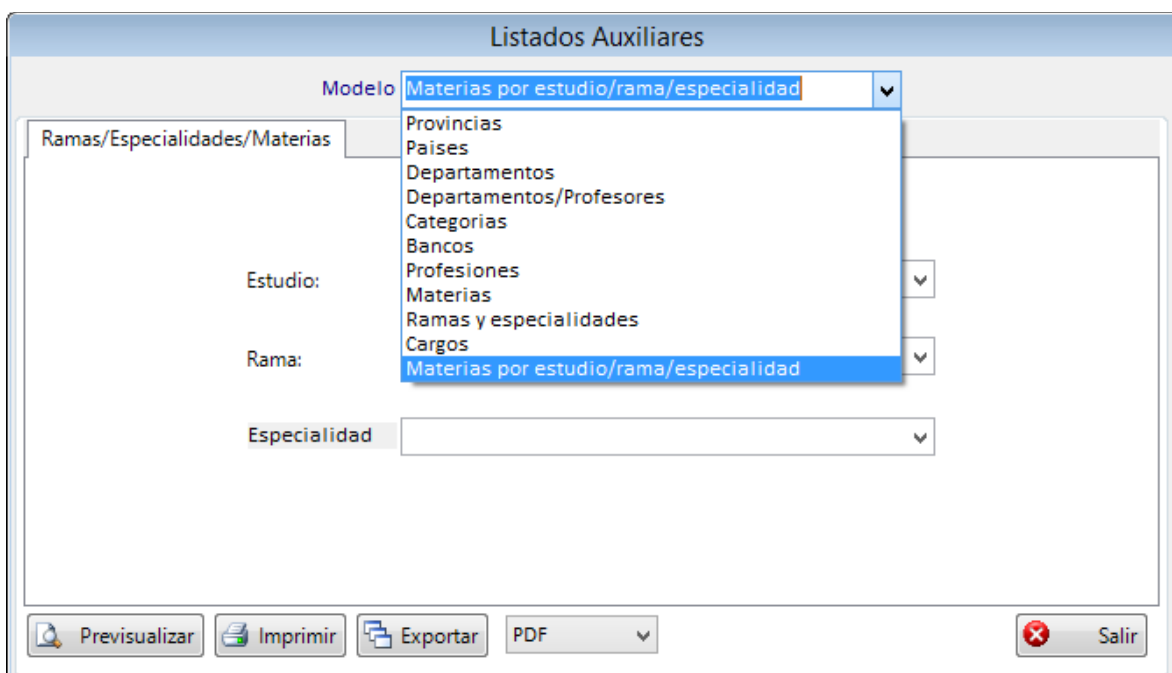 Listados Auxiliares
Modelo Materias por estudio/rama/especialidad
Ramas/Especialidades/Materias
Provincias
Paises
Departamentos
Departamentos/Profesores
Categorias
Bancos
Profesiones
Materias
Ramas y especialidades
Cargos
Materias por estudio/rama/especialidad
Estudio:
Rama:
Especialidad
Previsualizar Imprimir Exportar PDF Salir